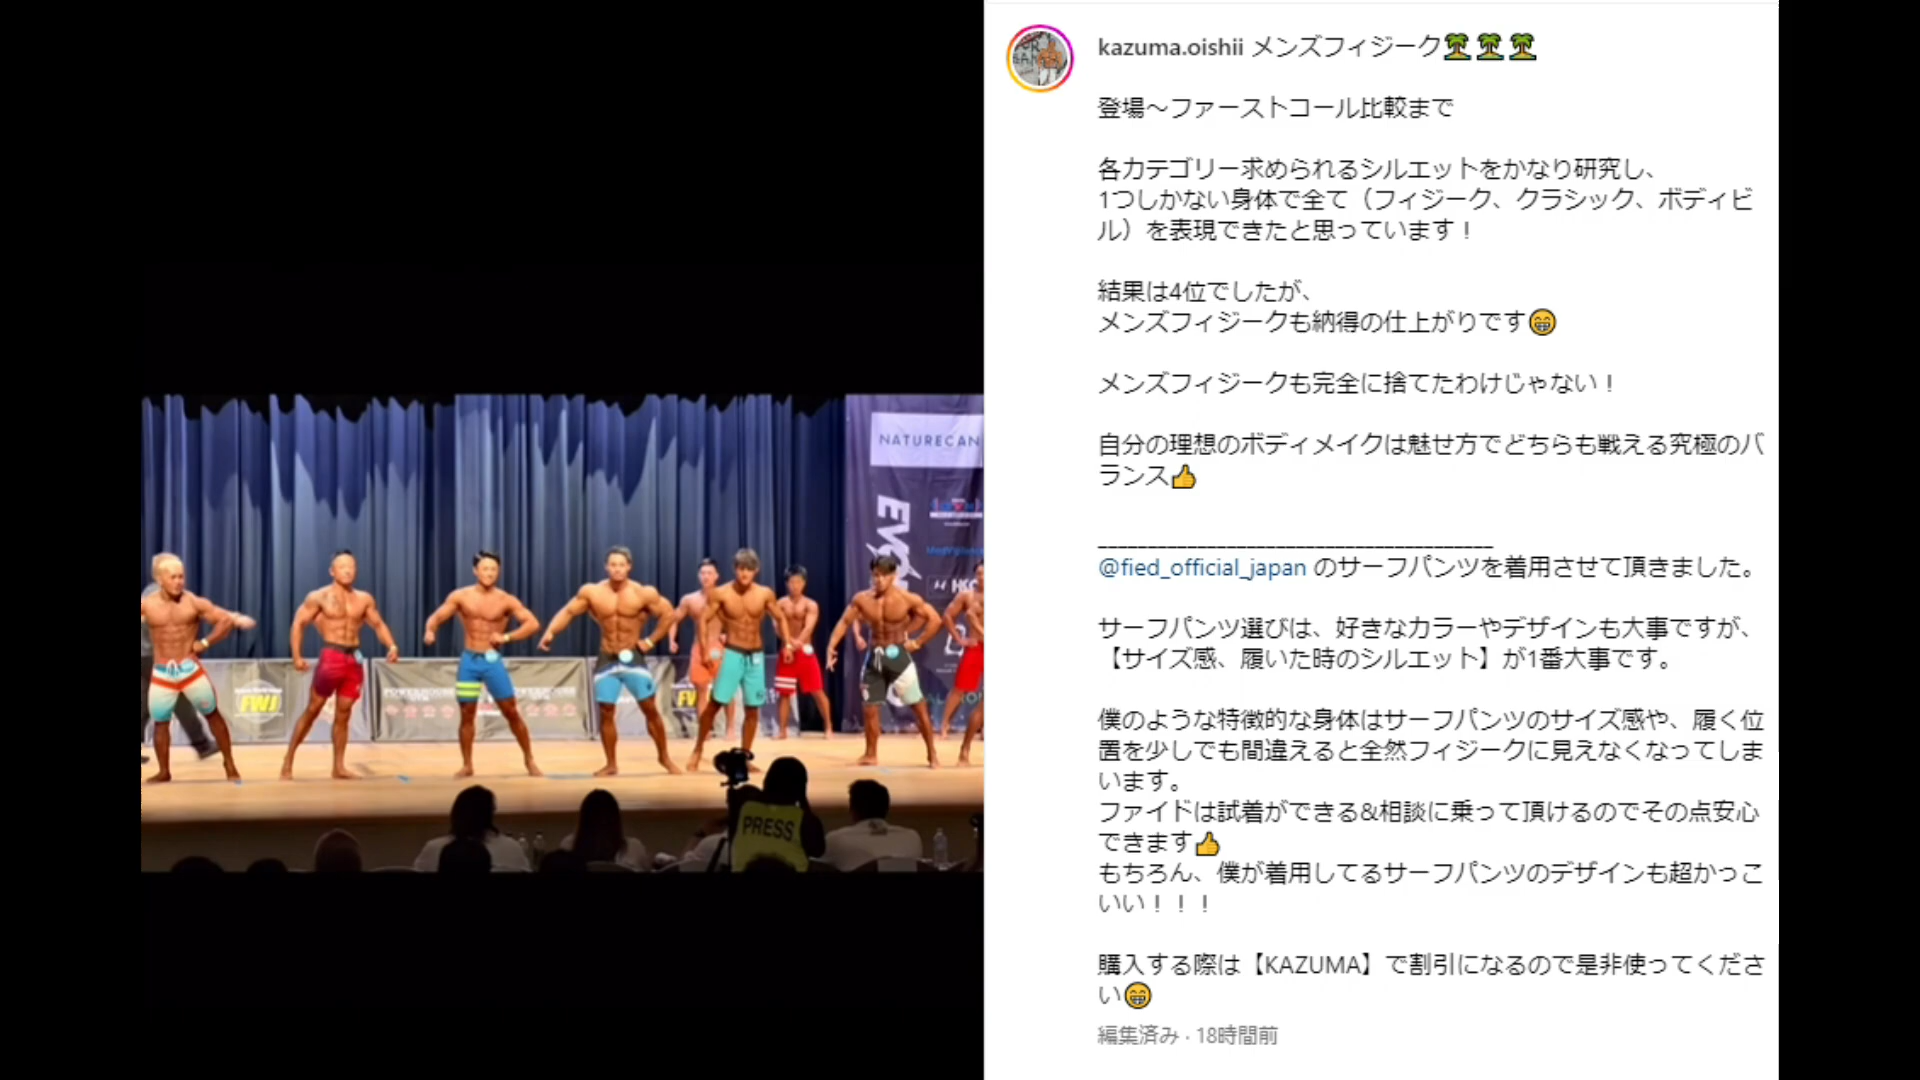 NATURECAN
EVO
HSC
FWJ
POWERHOUSE
POWERHOUSE
FW
PRESS
kazuma.oishii メンズフィジーク🌴🌴🌴
登場〜ファーストコール比較まで
各カテゴリー求められるシルエットをかなり研究し、
1つしかない身体で全て（フィジーク、クラシック、ボディビ
ル）を表現できたと思っています！
結果は4位でしたが、
メンズフィジークも納得の仕上がりです😁
メンズフィジークも完全に捨てたわけじゃない！
自分の理想のボディメイクは魅せ方でどちらも戦える究極のバ
ランス👍
________________________________________
@fied_official_japan のサーフパンツを着用させて頂きました。
サーフパンツ選びは、好きなカラーやデザインも大事ですが、
【サイズ感、履いた時のシルエット】が1番大事です。
僕のような特徴的な身体はサーフパンツのサイズ感や、履く位
置を少しでも間違えると全然フィジークに見えなくなってしま
います。
ファイドは試着ができる&相談に乗って頂けるのでその点安心
できます👍
もちろん、僕が着用してるサーフパンツのデザインも超かっこ
いい！！！
購入する際は【KAZUMA】で割引になるので是非使ってくださ
い😁
編集済み · 18時間前